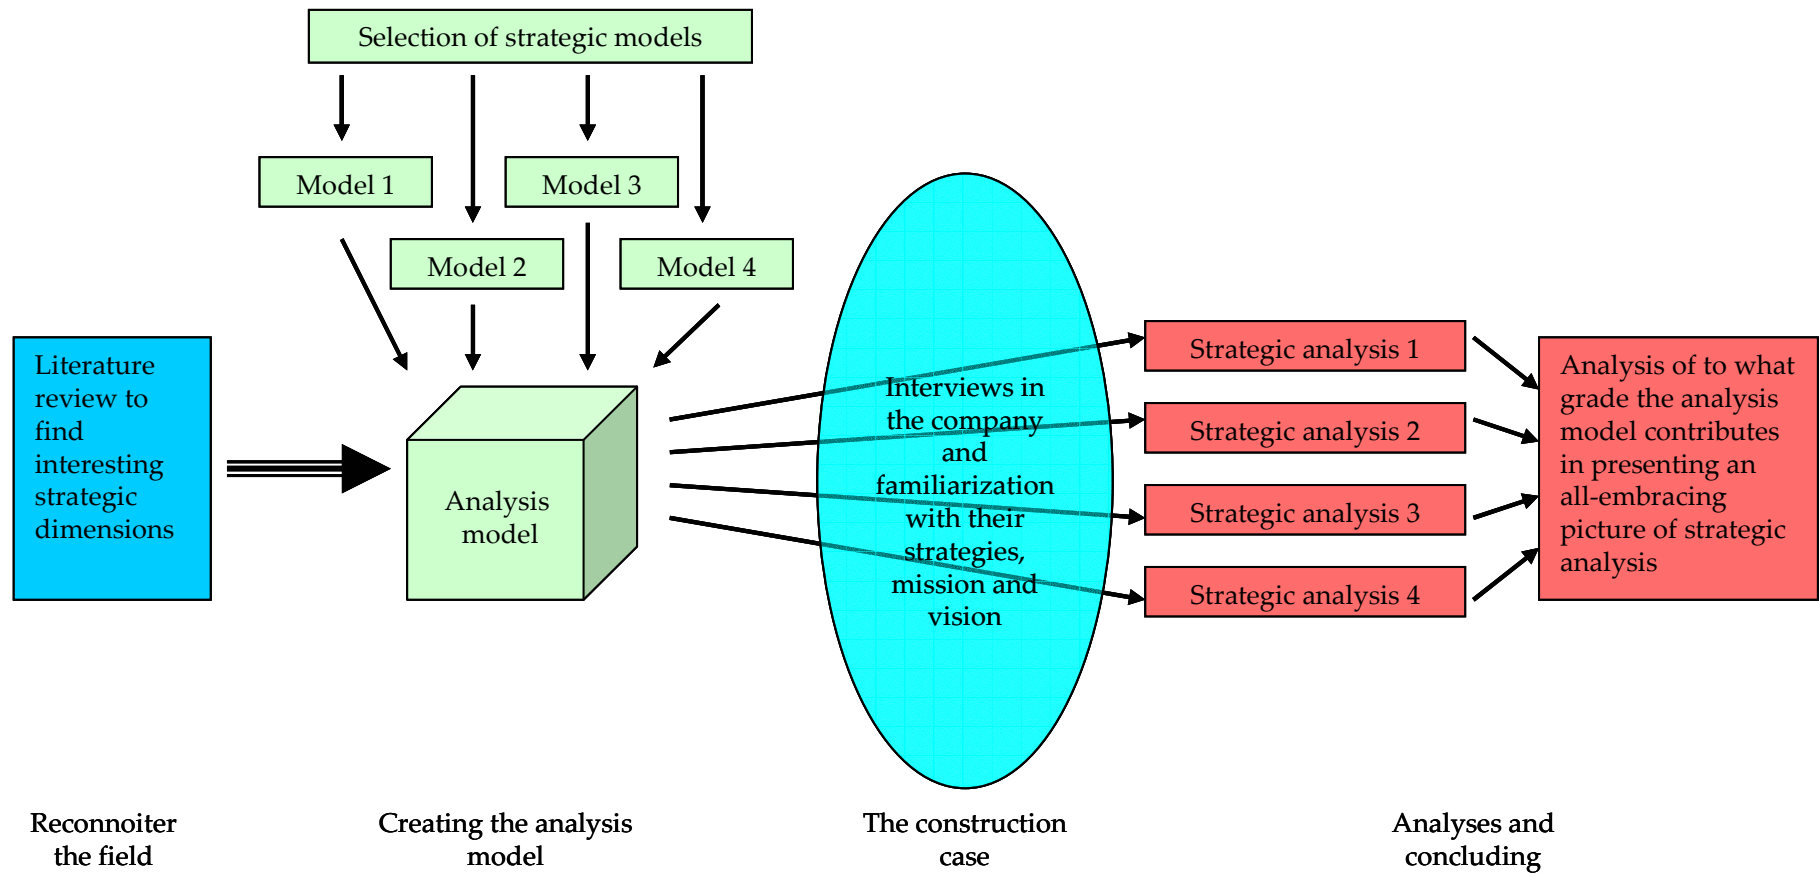 Selection of strategic models
Model 1
Model 3
Model 2
Model 4
Literature
review to
find
interesting
strategic
dimensions
Analysis
model
Interviews in
the company
and
familiarization
with their
strategies,
mission and
vision
Strategic analysis 1
Strategic analysis 2
Strategic analysis 3
Strategic analysis 4
Analysis of to what
grade the analysis
model contributes
in presenting an
all-embracing
picture of strategic
analysis
Reconnoiter
the field
Creating the analysis
model
The construction
case
Analyses and
concluding